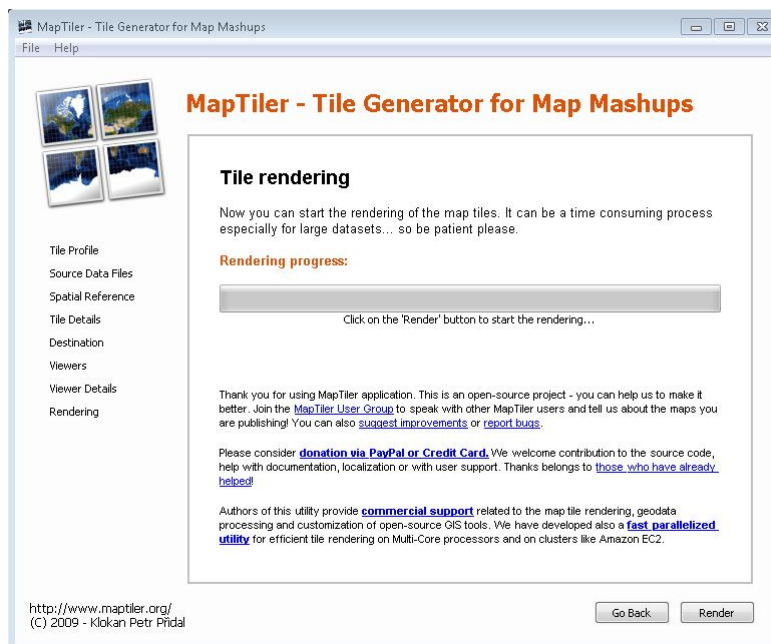 MapTiler - Tile Generator for Map Mashups
File Help
MapTiler - Tile Generator for Map Mashups
Tile rendering
Now you can start the rendering of the map tiles. It can be a time consuming process
especially for large datasets... so be patient please.
Rendering progress:
Click on the 'Render' button to start the rendering...
Tile Profile
Source Data Files
Spatial Reference
Tile Details
Destination
Viewers
Viewer Details
Rendering
Thank you for using MapTiler application. This is an open-source project - you can help us to make it
better. Join the MapTiler User Group to speak with other MapTiler users and tell us about the maps you
are publishing! You can also suggest improvements or report bugs.
Please consider donation via PayPal or Credit Card. We welcome contribution to the source code,
help with documentation, localization or with user support. Thanks belongs to those who have already
helped!
Authors of this utility provide commercial support related to the map tile rendering, geodata
processing and customization of open-source GIS tools. We have developed also a fast parallelized
utility for efficient tile rendering on Multi-Core processors and on clusters like Amazon EC2.
http://www.maptiler.org/
(C) 2009 - Klokan Petr Přidal
Go Back
Render